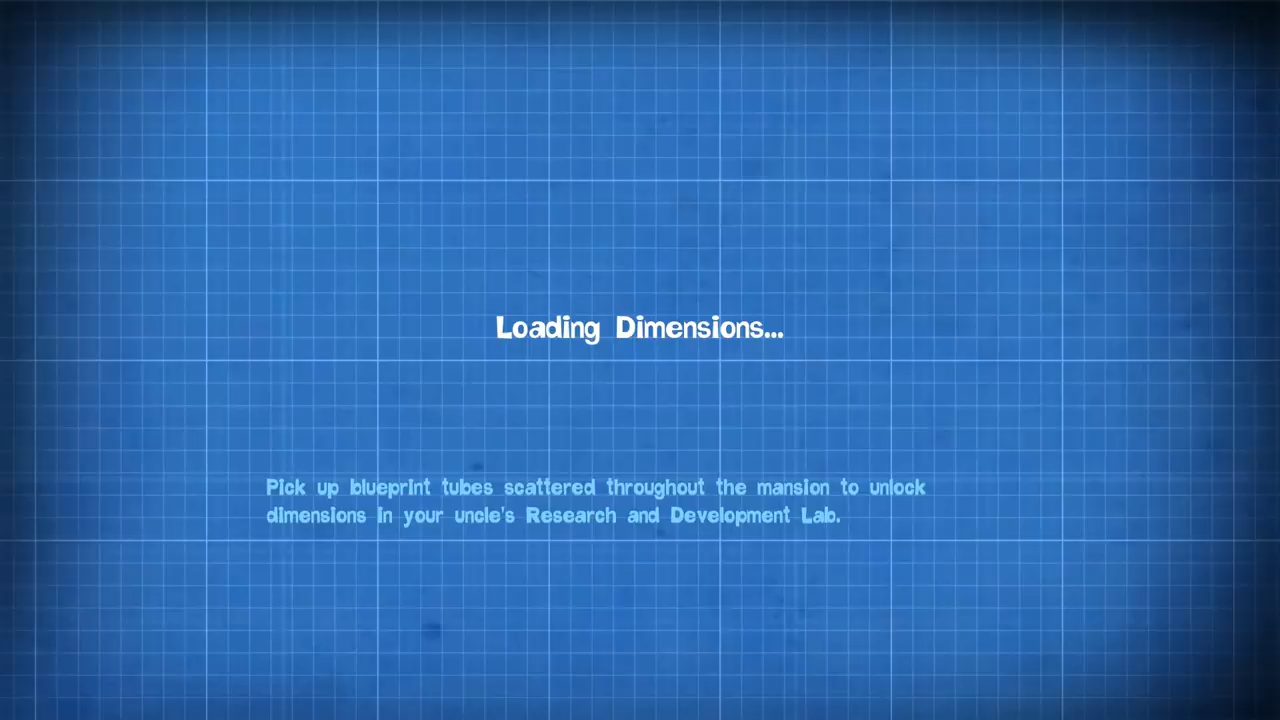 Loading Dimensions...
Pick up blueprint tubes scattered throughout the mansion to unlock
dimensions in your uncle's Research and Development Lab.